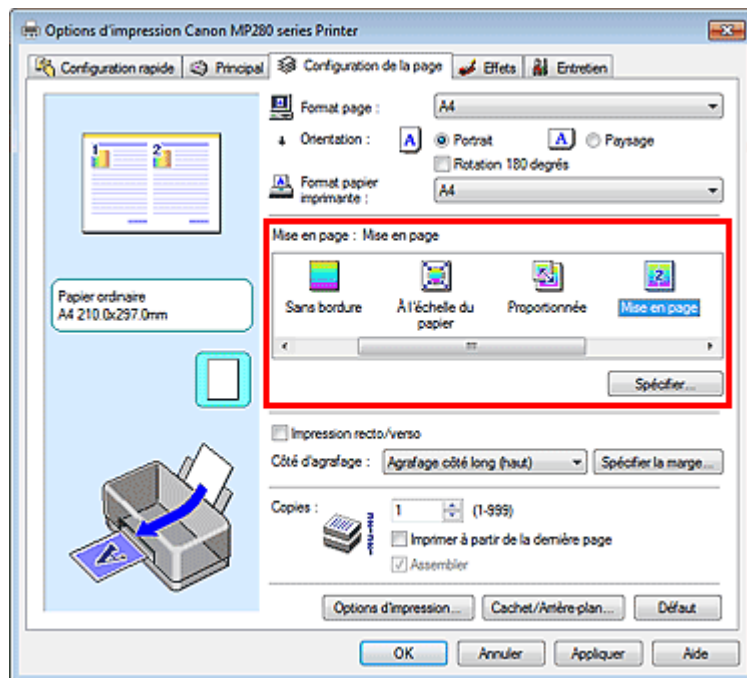 Options d'impression Canon MP280 series Printer
Configuration rapide Principal Configuration de la page Effets Entretien
Format page : A4
Orientation : A Portrait A Paysage
Rotation 180 degrés
Format papier imprimante : A4
1 2
Mise en page : Mise en page
Sans bordure À l'échelle du papier Proportionnée Mise en page
Papier ordinaire
A4 210.0x297.0mm
Spécifier...
Impression recto/verso
Côté d'agrafage : Agrafage côté long (haut) Spécifier la marge...
Copies : 1 (1-999)
Imprimer à partir de la dernière page
Assembler
Options d'impression... Cachet/Arrière-plan... Défaut
OK Annuler Appliquer Aide